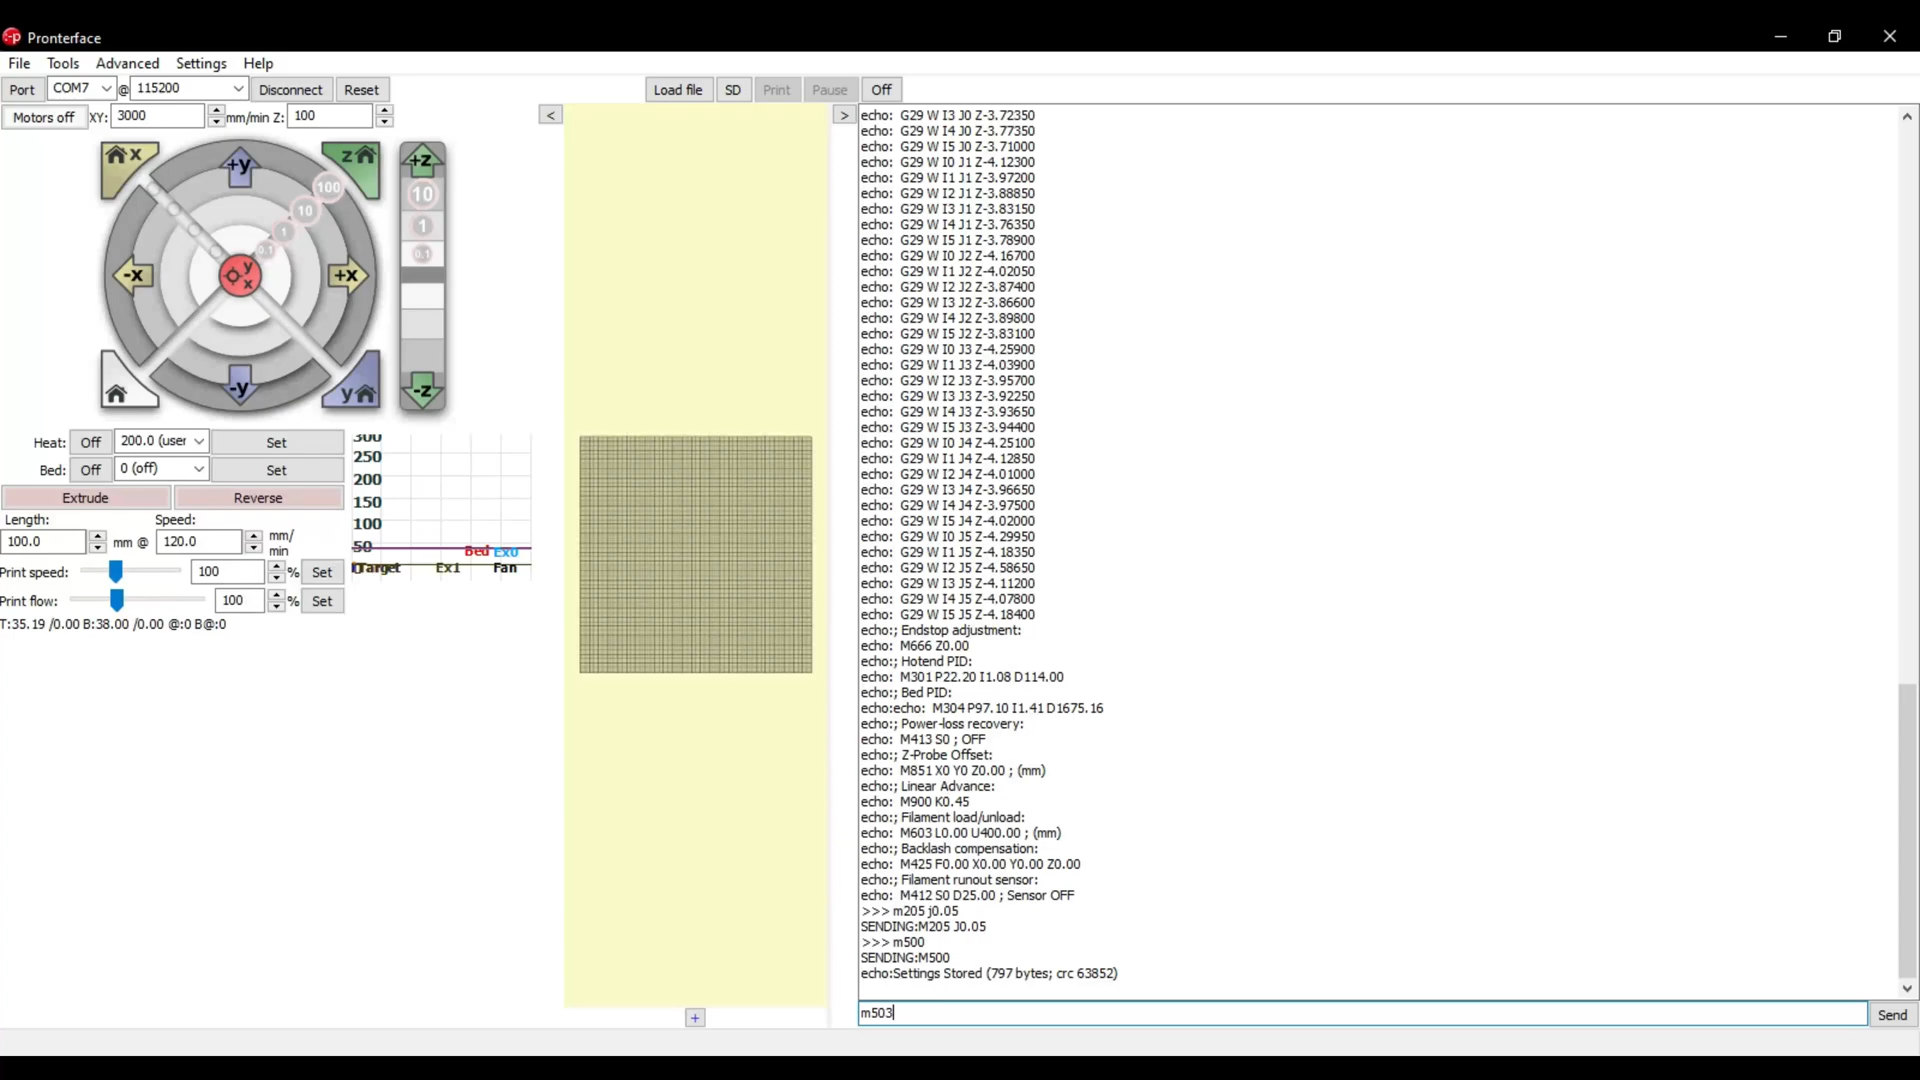 Pronterface
File Tools Advanced Settings Help
Port COM7 @ 115200 Disconnect Reset Load file SD Print Pause Off
Motors off XY: 3000 mm/min Z: 100 < >
x +y z +z
100 10 1 0.1
10 1 0.1
-x y x +x
-y y -z
Heat: Off 200.0 (user Set
Bed: Off 0 (off) Set
Extrude Reverse
Length: Speed:
100.0 mm @ 120.0 mm/
min
Print speed: 100 % Set
Print flow: 100 % Set
T:35.19 /0.00 B:38.00 /0.00 @:0 B@:0
300
250
200
150
100
50 Bed Ex0
Target Ex1 Fan
+
echo: G29 W I3 J0 Z-3.72350
echo: G29 W I4 J0 Z-3.77350
echo: G29 W I5 J0 Z-3.71000
echo: G29 W I0 J1 Z-4.12300
echo: G29 W I1 J1 Z-3.97200
echo: G29 W I2 J1 Z-3.88850
echo: G29 W I3 J1 Z-3.83150
echo: G29 W I4 J1 Z-3.76350
echo: G29 W I5 J1 Z-3.78900
echo: G29 W I0 J2 Z-4.16700
echo: G29 W I1 J2 Z-4.02050
echo: G29 W I2 J2 Z-3.87400
echo: G29 W I3 J2 Z-3.86600
echo: G29 W I4 J2 Z-3.89800
echo: G29 W I5 J2 Z-3.83100
echo: G29 W I0 J3 Z-4.25900
echo: G29 W I1 J3 Z-4.03900
echo: G29 W I2 J3 Z-3.95700
echo: G29 W I3 J3 Z-3.92250
echo: G29 W I4 J3 Z-3.93650
echo: G29 W I5 J3 Z-3.94400
echo: G29 W I0 J4 Z-4.25100
echo: G29 W I1 J4 Z-4.12850
echo: G29 W I2 J4 Z-4.01000
echo: G29 W I3 J4 Z-3.96650
echo: G29 W I4 J4 Z-3.97500
echo: G29 W I5 J4 Z-4.02000
echo: G29 W I0 J5 Z-4.29950
echo: G29 W I1 J5 Z-4.18350
echo: G29 W I2 J5 Z-4.58650
echo: G29 W I3 J5 Z-4.11200
echo: G29 W I4 J5 Z-4.07800
echo: G29 W I5 J5 Z-4.18400
echo:; Endstop adjustment:
echo: M666 Z0.00
echo:; Hotend PID:
echo: M301 P22.20 I1.08 D114.00
echo:; Bed PID:
echo:echo: M304 P97.10 I1.41 D1675.16
echo:; Power-loss recovery:
echo: M413 S0 ; OFF
echo:; Z-Probe Offset:
echo: M851 X0 Y0 Z0.00 ; (mm)
echo:; Linear Advance:
echo: M900 K0.45
echo:; Filament load/unload:
echo: M603 L0.00 U400.00 ; (mm)
echo:; Backlash compensation:
echo: M425 F0.00 X0.00 Y0.00 Z0.00
echo:; Filament runout sensor:
echo: M412 S0 D25.00 ; Sensor OFF
>>> m205 j0.05
SENDING:M205 J0.05
>>> m500
SENDING:M500
echo:Settings Stored (797 bytes; crc 63852)
m503 Send